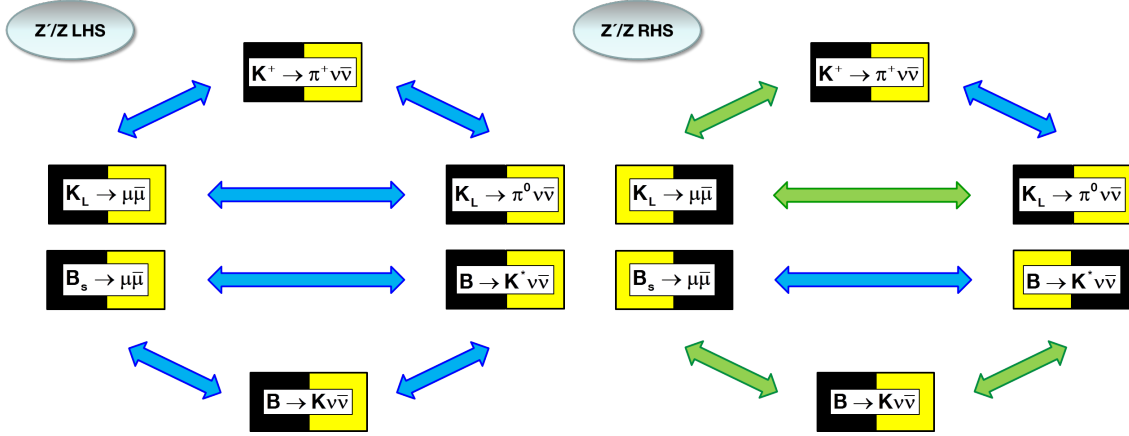 Z′/Z LHS
K⁺ → π⁺νν̅
K_L → μμ̅
K_L → π⁰νν̅
B_s → μμ̅
B → K*νν̅
B → Kνν̅
Z′/Z RHS
K⁺ → π⁺νν̅
K_L → μμ̅
K_L → π⁰νν̅
B_s → μμ̅
B → K*νν̅
B → Kνν̅